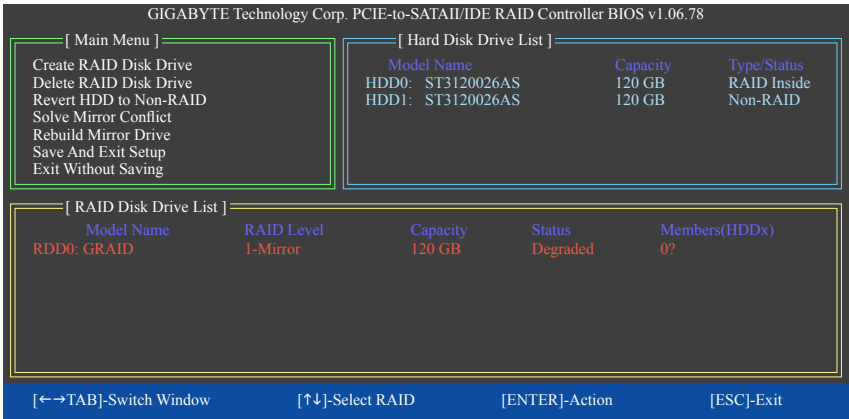 GIGABYTE Technology Corp. PCIE-to-SATAII/IDE RAID Controller BIOS v1.06.78
[ Main Menu ]
Create RAID Disk Drive
Delete RAID Disk Drive
Revert HDD to Non-RAID
Solve Mirror Conflict
Rebuild Mirror Drive
Save And Exit Setup
Exit Without Saving
[ Hard Disk Drive List ]
Model Name Capacity Type/Status
HDD0: ST3120026AS 120 GB RAID Inside
HDD1: ST3120026AS 120 GB Non-RAID
[ RAID Disk Drive List ]
Model Name RAID Level Capacity Status Members(HDDx)
RDD0: GRAID 1-Mirror 120 GB Degraded 0?
[←→TAB]-Switch Window [↑↓]-Select RAID [ENTER]-Action [ESC]-Exit